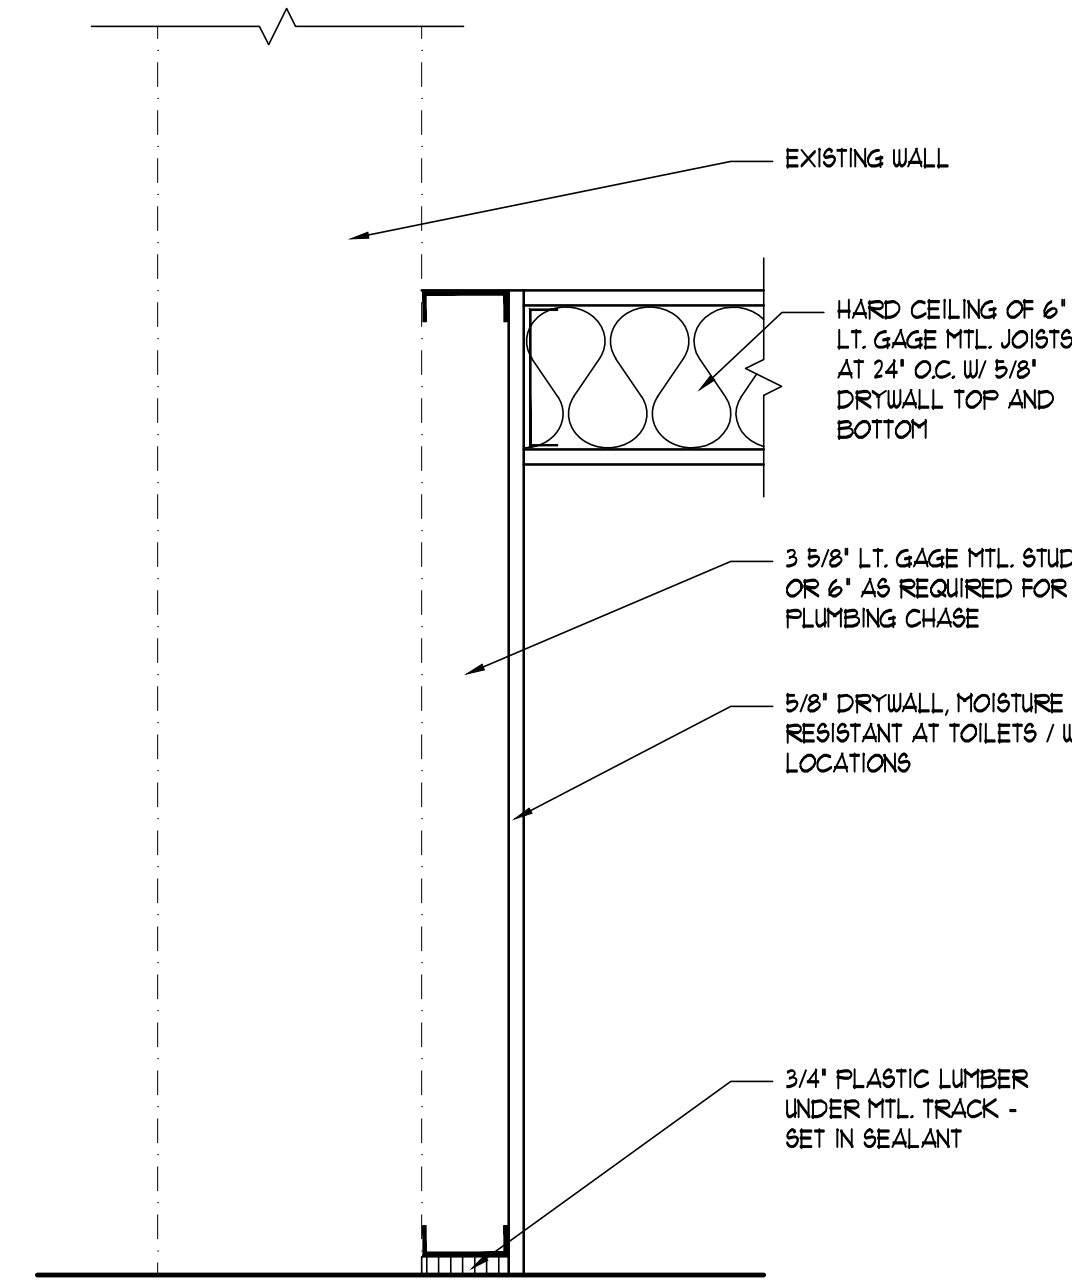 EXISTING WALL
HARD CEILING OF 6"
LT. GAGE MTL. JOISTS
AT 24" O.C. W/ 5/8"
DRYWALL TOP AND
BOTTOM
3 5/8" LT. GAGE MTL. STUD
OR 6" AS REQUIRED FOR
PLUMBING CHASE
5/8" DRYWALL, MOISTURE
RESISTANT AT TOILETS /
LOCATIONS
3/4" PLASTIC LUMBER
UNDER MTL. TRACK -
SET IN SEALANT